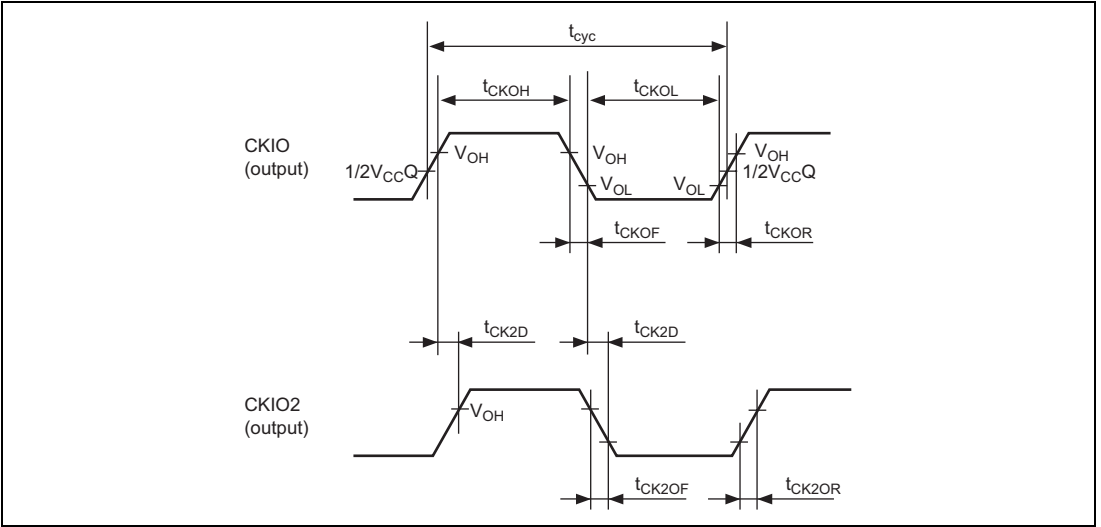 tcyc
tCKOH
tCKOL
CKIO
(output)
1/2VCCQ
VOH
VOH
VOL
VOL
VOH
1/2VCCQ
tCKOF
tCKOR
tCK2D
tCK2D
CKIO2
(output)
VOH
tCK2OF
tCK2OR